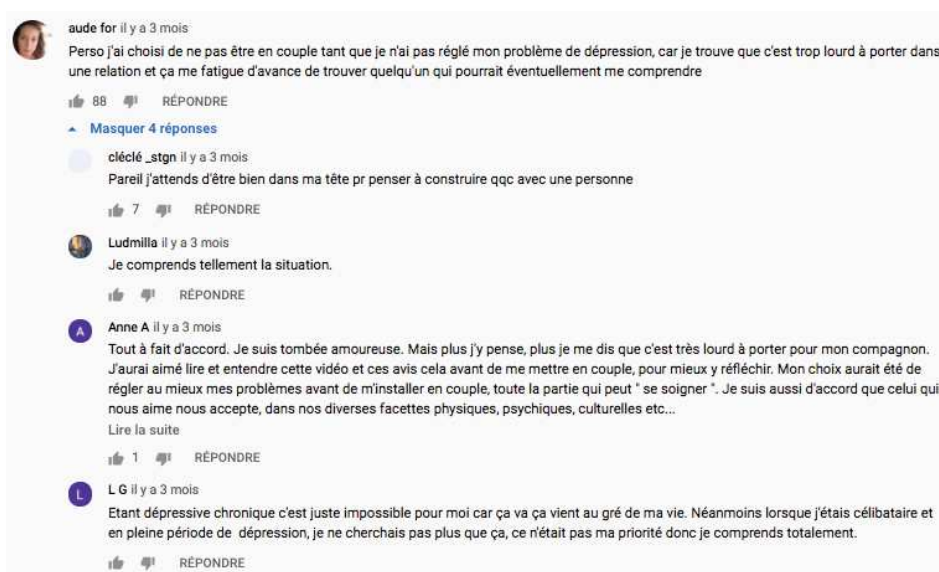 aude for il y a 3 mois
Perso j'ai choisi de ne pas être en couple tant que je n'ai pas réglé mon problème de dépression, car je trouve que c'est trop lourd à porter dans
une relation et ça me fatigue d'avance de trouver quelqu'un qui pourrait éventuellement me comprendre
88 RÉPONDRE
Masquer 4 réponses
cléclé _stgn il y a 3 mois
Pareil j'attends d'être bien dans ma tête pr penser à construire qqc avec une personne
7 RÉPONDRE
Ludmilla il y a 3 mois
Je comprends tellement la situation.
RÉPONDRE
A
Anne A il y a 3 mois
Tout à fait d'accord. Je suis tombée amoureuse. Mais plus j'y pense, plus je me dis que c'est très lourd à porter pour mon compagnon.
J'aurai aimé lire et entendre cette vidéo et ces avis cela avant de me mettre en couple, pour mieux y réfléchir. Mon choix aurait été de
régler au mieux mes problèmes avant de m'installer en couple, toute la partie qui peut " se soigner ". Je suis aussi d'accord que celui qui
nous aime nous accepte, dans nos diverses facettes physiques, psychiques, culturelles etc...
Lire la suite
1 RÉPONDRE
L
L G il y a 3 mois
Etant dépressive chronique c'est juste impossible pour moi car ça va ça vient au gré de ma vie. Néanmoins lorsque j'étais célibataire et
en pleine période de dépression, je ne cherchais pas plus que ça, ce n'était pas ma priorité donc je comprends totalement.
RÉPONDRE